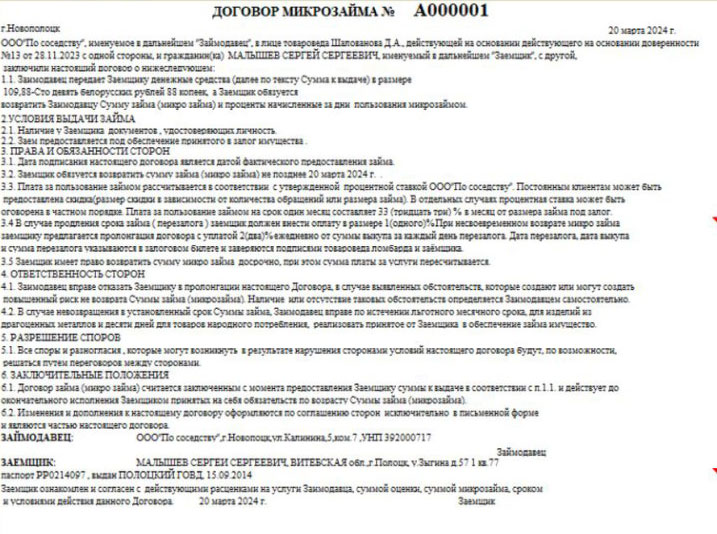 ДОГОВОР МИКРОЗАЙМА № А000001
г.Новополоцк 20 марта 2024 г.
ООО"По соседству", именуемое в дальнейшем "Займодавец", в лице товароведа Шалованова Д.А., действующей на основании действующего на основании доверенности
№13 от 28.11.2023 с одной стороны, и гражданин(ка) МАЛЫШЕВ СЕРГЕЙ СЕРГЕЕВИЧ, именуемый в дальнейшем "Заемщик", с другой,
заключили настоящий договор о нижеследующем:
1.1. Заимодавец передает Заемщику денежные средства (далее по тексту Сумма к выдаче) в размере
109,88-Сто девять белорусских рублей 88 копеек, а Заемщик обязуется
возвратить Заимодавцу Сумму займа (микро займа) и проценты начисленные за дни пользования микрозаймом.
2.УСЛОВИЯ ВЫДАЧИ ЗАЙМА
2.1. Наличие у Заемщика документов , удостоверяющих личность.
2.2. Заем предоставляется под обеспечение принятого в залог имущества .
3. ПРАВА И ОБЯЗАННОСТИ СТОРОН
3.1. Дата подписания настоящего договора является датой фактического предоставления займа.
3.2. Заемщик обязуется возвратить сумму займа (микро займа) не позднее 20 марта 2024 г. .
3.3. Плата за пользование займом рассчитывается в соответствии с утвержденной процентной ставкой ООО"По соседству". Постоянным клиентам может быть
предоставлена скидка(размер скидки в зависимости от количества обращений или размера займа). В отдельных случаях процентная ставка может быть
оговорена в частном порядке. Плата за пользование займом на срок один месяц составляет 33 (тридцать три) % в месяц от размера займа под залог.
3.4 В случае продления срока займа ( перезалога ) заемщик должен внести оплату в размере 1(одного)%При несвоевременном возврате микро займа
заемщику предлагается пролонгация договора с уплатой 2(два)%ежедневно от суммы выкупа за каждый день перезалога. Дата перезалога, дата выкупа
и сумма перезалога указываются в залоговом билете и заверяются подписями товароведа ломбарда и заёмщика.
3.5 Заемщик имеет право возвратить сумму микро займа досрочно, при этом сумма платы за услуги пересчитывается.
4. ОТВЕТСТВЕННОСТЬ СТОРОН
4.1. Займодавец вправе отказать Заемщику в пролонгации настоящего Договора, в случае выявленных обстоятельств, которые создают или могут создать
повышенный риск не возврата Суммы займа (микрозайма). Наличие или отсутствие таковых обстоятельств определяется Займодавцем самостоятельно.
4.2. В случае невозвращения в установленный срок Суммы займа, Займодавец вправе по истечении льготного месячного срока, для изделий из
драгоценных металлов и десяти дней для товаров народного потребления, реализовать принятое от Заемщика в обеспечение займа имущество.
5. РАЗРЕШЕНИЕ СПОРОВ
5.1. Все споры и разногласия , которые могут возникнуть в результате нарушения сторонами условий настоящего договора будут, по возможности,
решаться путем переговоров между сторонами.
6. ЗАКЛЮЧИТЕЛЬНЫЕ ПОЛОЖЕНИЯ
6.1. Договор займа (микро займа) считается заключенным с момента предоставления Заемщику суммы к выдаче в соответствии с п.1.1. и действует до
окончательного исполнения Заемщиком принятых на себя обязательств по возрасту Суммы займа (микрозайма).
6.2. Изменения и дополнения к настоящему договору оформляются по соглашению сторон исключительно в письменной форме
и являются частью настоящего договора.
ЗАЙМОДАВЕЦ: ООО"По соседству",г.Новополоцк,ул.Калинина,5,ком.7 ,УНП 392000717
Займодавец
ЗАЕМЩИК: МАЛЫШЕВ СЕРГЕЙ СЕРГЕЕВИЧ, ВИТЕБСКАЯ обл.,г.Полоцк, у.Зыгина д.57 1 кв.77
паспорт РР0214097 , выдан ПОЛОЦКИЙ ГОВД, 15.09.2014
Заемщик ознакомлен и согласен с действующими расценками на услуги Заимодавца, суммой оценки, суммой микрозайма, сроком
и условиями действия данного Договора. 20 марта 2024 г. Заемщик